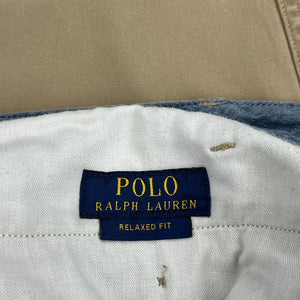 POLO
RALPH LAUREN
RELAXED FIT